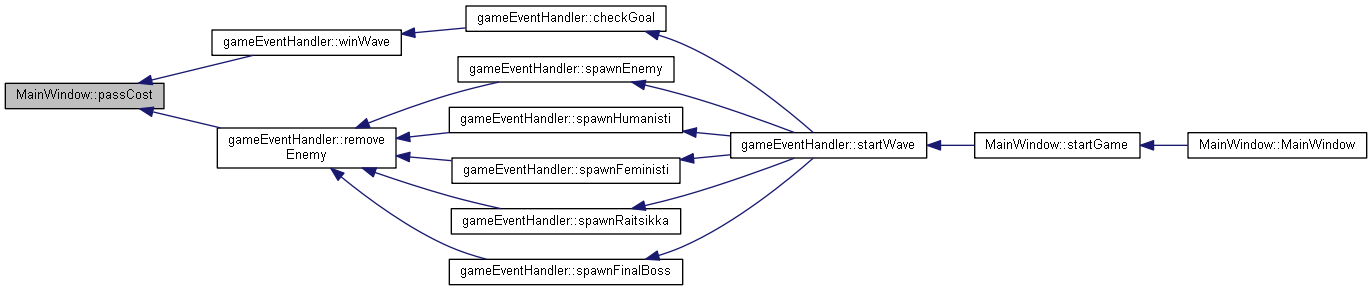 gameEventHandler::checkGoal
gameEventHandler::winWave
gameEventHandler::spawnEnemy
MainWindow::passCost
gameEventHandler::spawnHumanisti
gameEventHandler::remove
Enemy
gameEventHandler::startWave
MainWindow::startGame
MainWindow::MainWindow
gameEventHandler::spawnFeministi
gameEventHandler::spawnRaitsikka
gameEventHandler::spawnFinalBoss